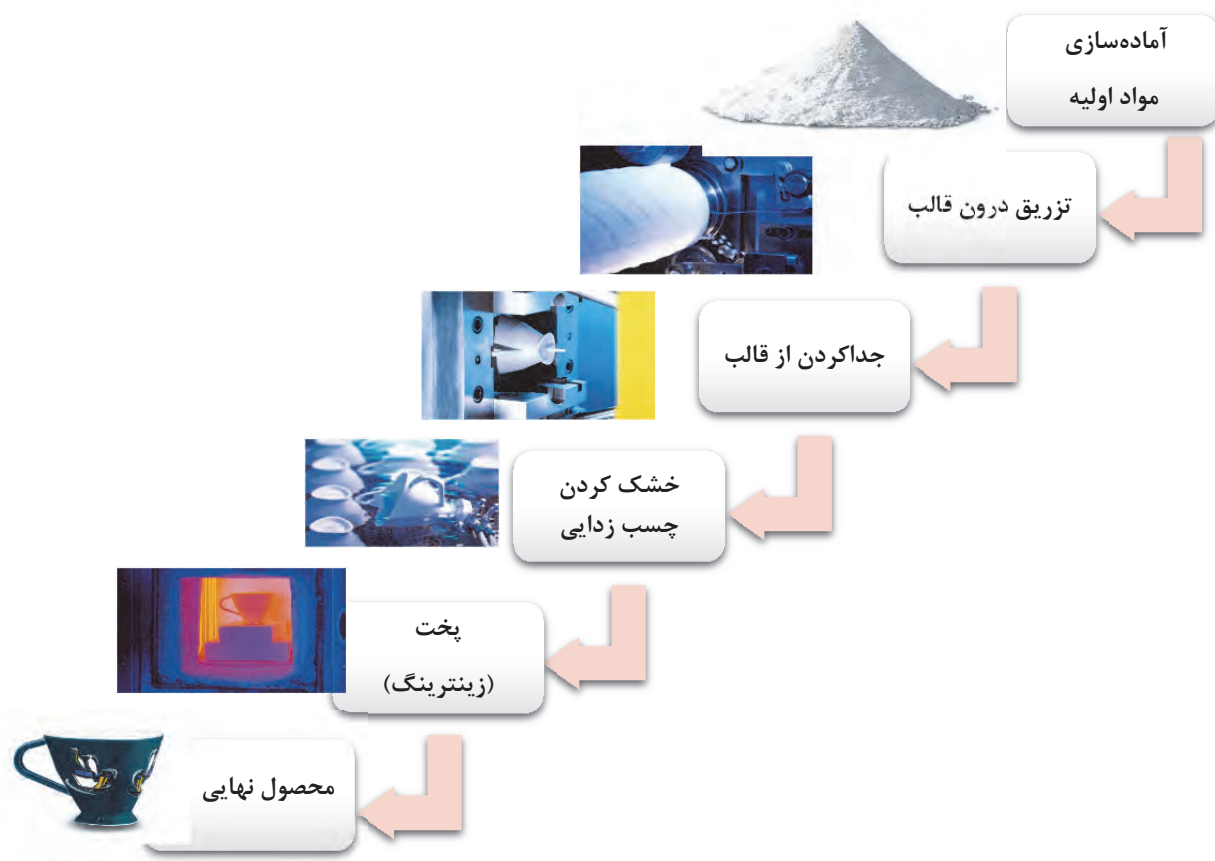 آماده‌سازی
مواد اولیه
تزریق درون قالب
جداکردن از قالب
خشک کردن
چسب زدایی
پخت
(زینترینگ)
محصول نهایی